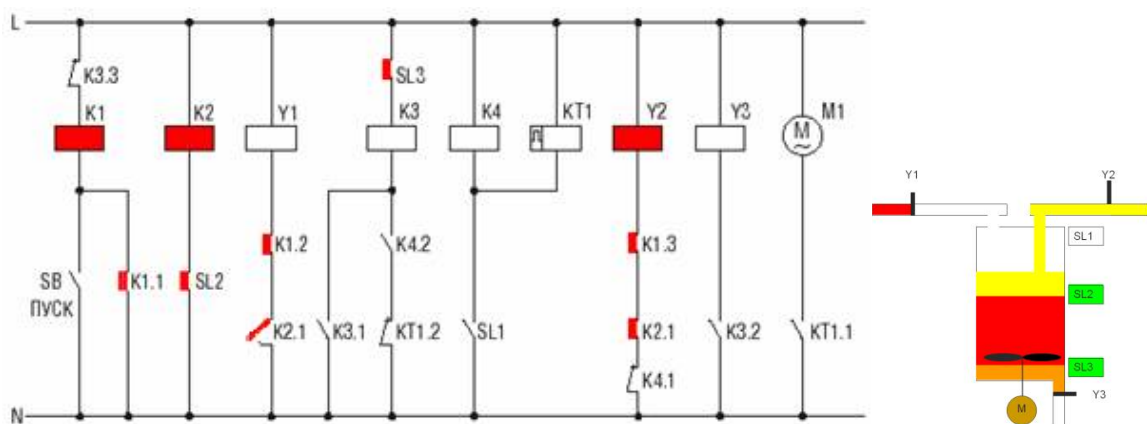 L
K3.3
SL3
K1 K2 Y1 K3 K4 KT1 Y2 Y3 M1
M
~
K1.2 K4.2 K1.3
SB
ПУСК
K1.1 SL2
K2.1 K3.1 KT1.2 SL1 K2.1 K3.2 KT1.1
K4.1
N
Y1 Y2
SL1
SL2
SL3
Y3
M